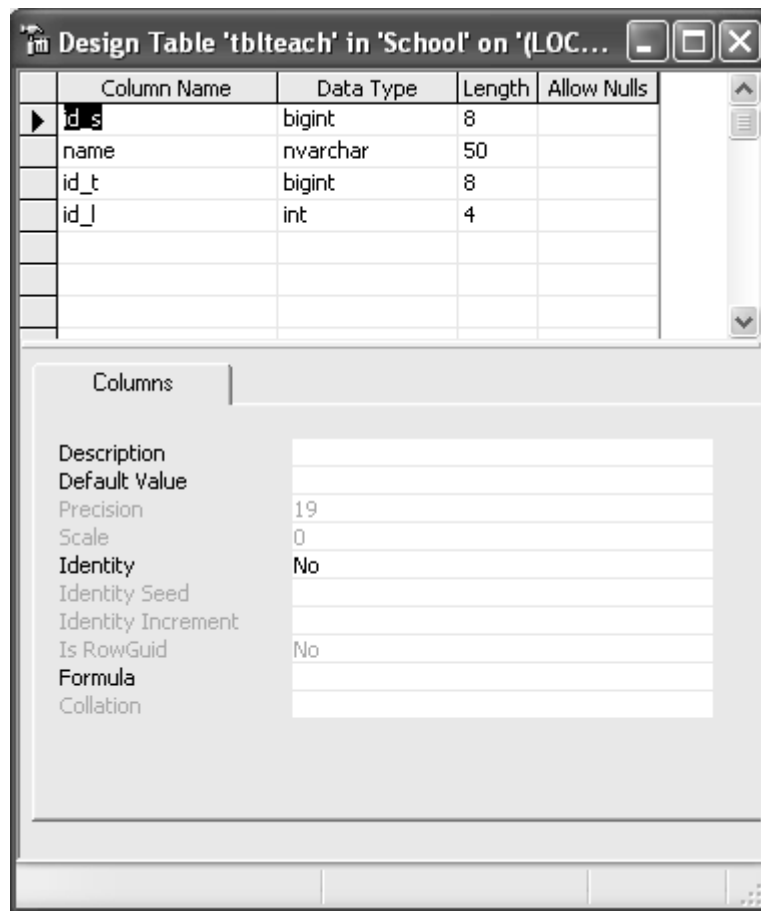 Design Table 'tblteach' in 'School' on '(LOC...
Column Name Data Type Length Allow Nulls
id_s bigint 8
name nvarchar 50
id_t bigint 8
id_l int 4
Columns
Description
Default Value
Precision 19
Scale 0
Identity No
Identity Seed
Identity Increment
Is RowGuid No
Formula
Collation